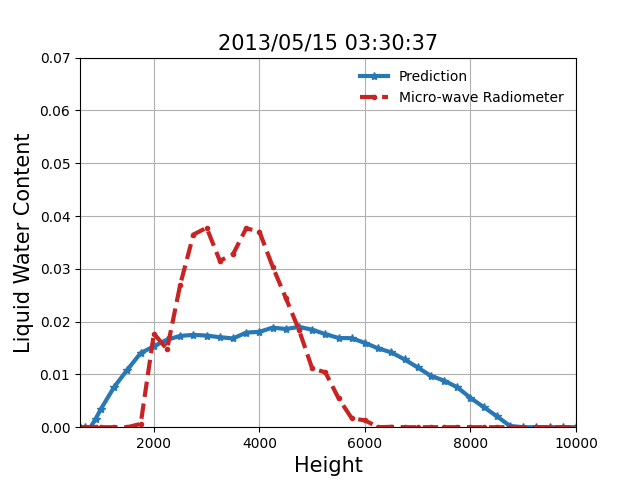 2013/05/15 03:30:37
0.07
0.06
0.05
0.04
0.03
0.02
0.01
0.00
Liquid Water Content
Prediction
Micro-wave Radiometer
2000 4000 6000 8000 10000
Height